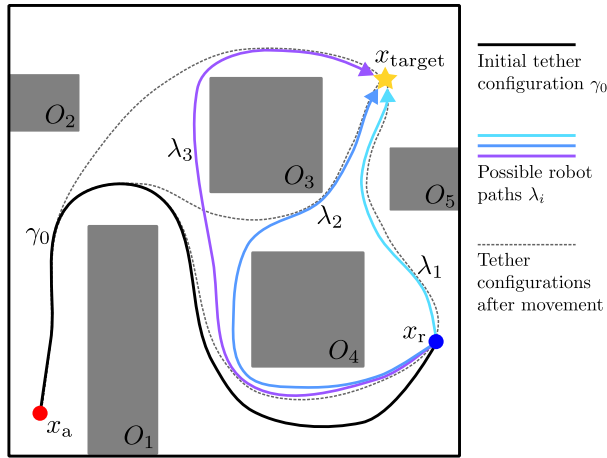 x_target
O_2
O_3
λ_3
O_5
λ_2
γ_0
λ_1
x_r
O_4
x_a
O_1
Initial tether
configuration γ_0
Possible robot
paths λ_i
Tether
configurations
after movement